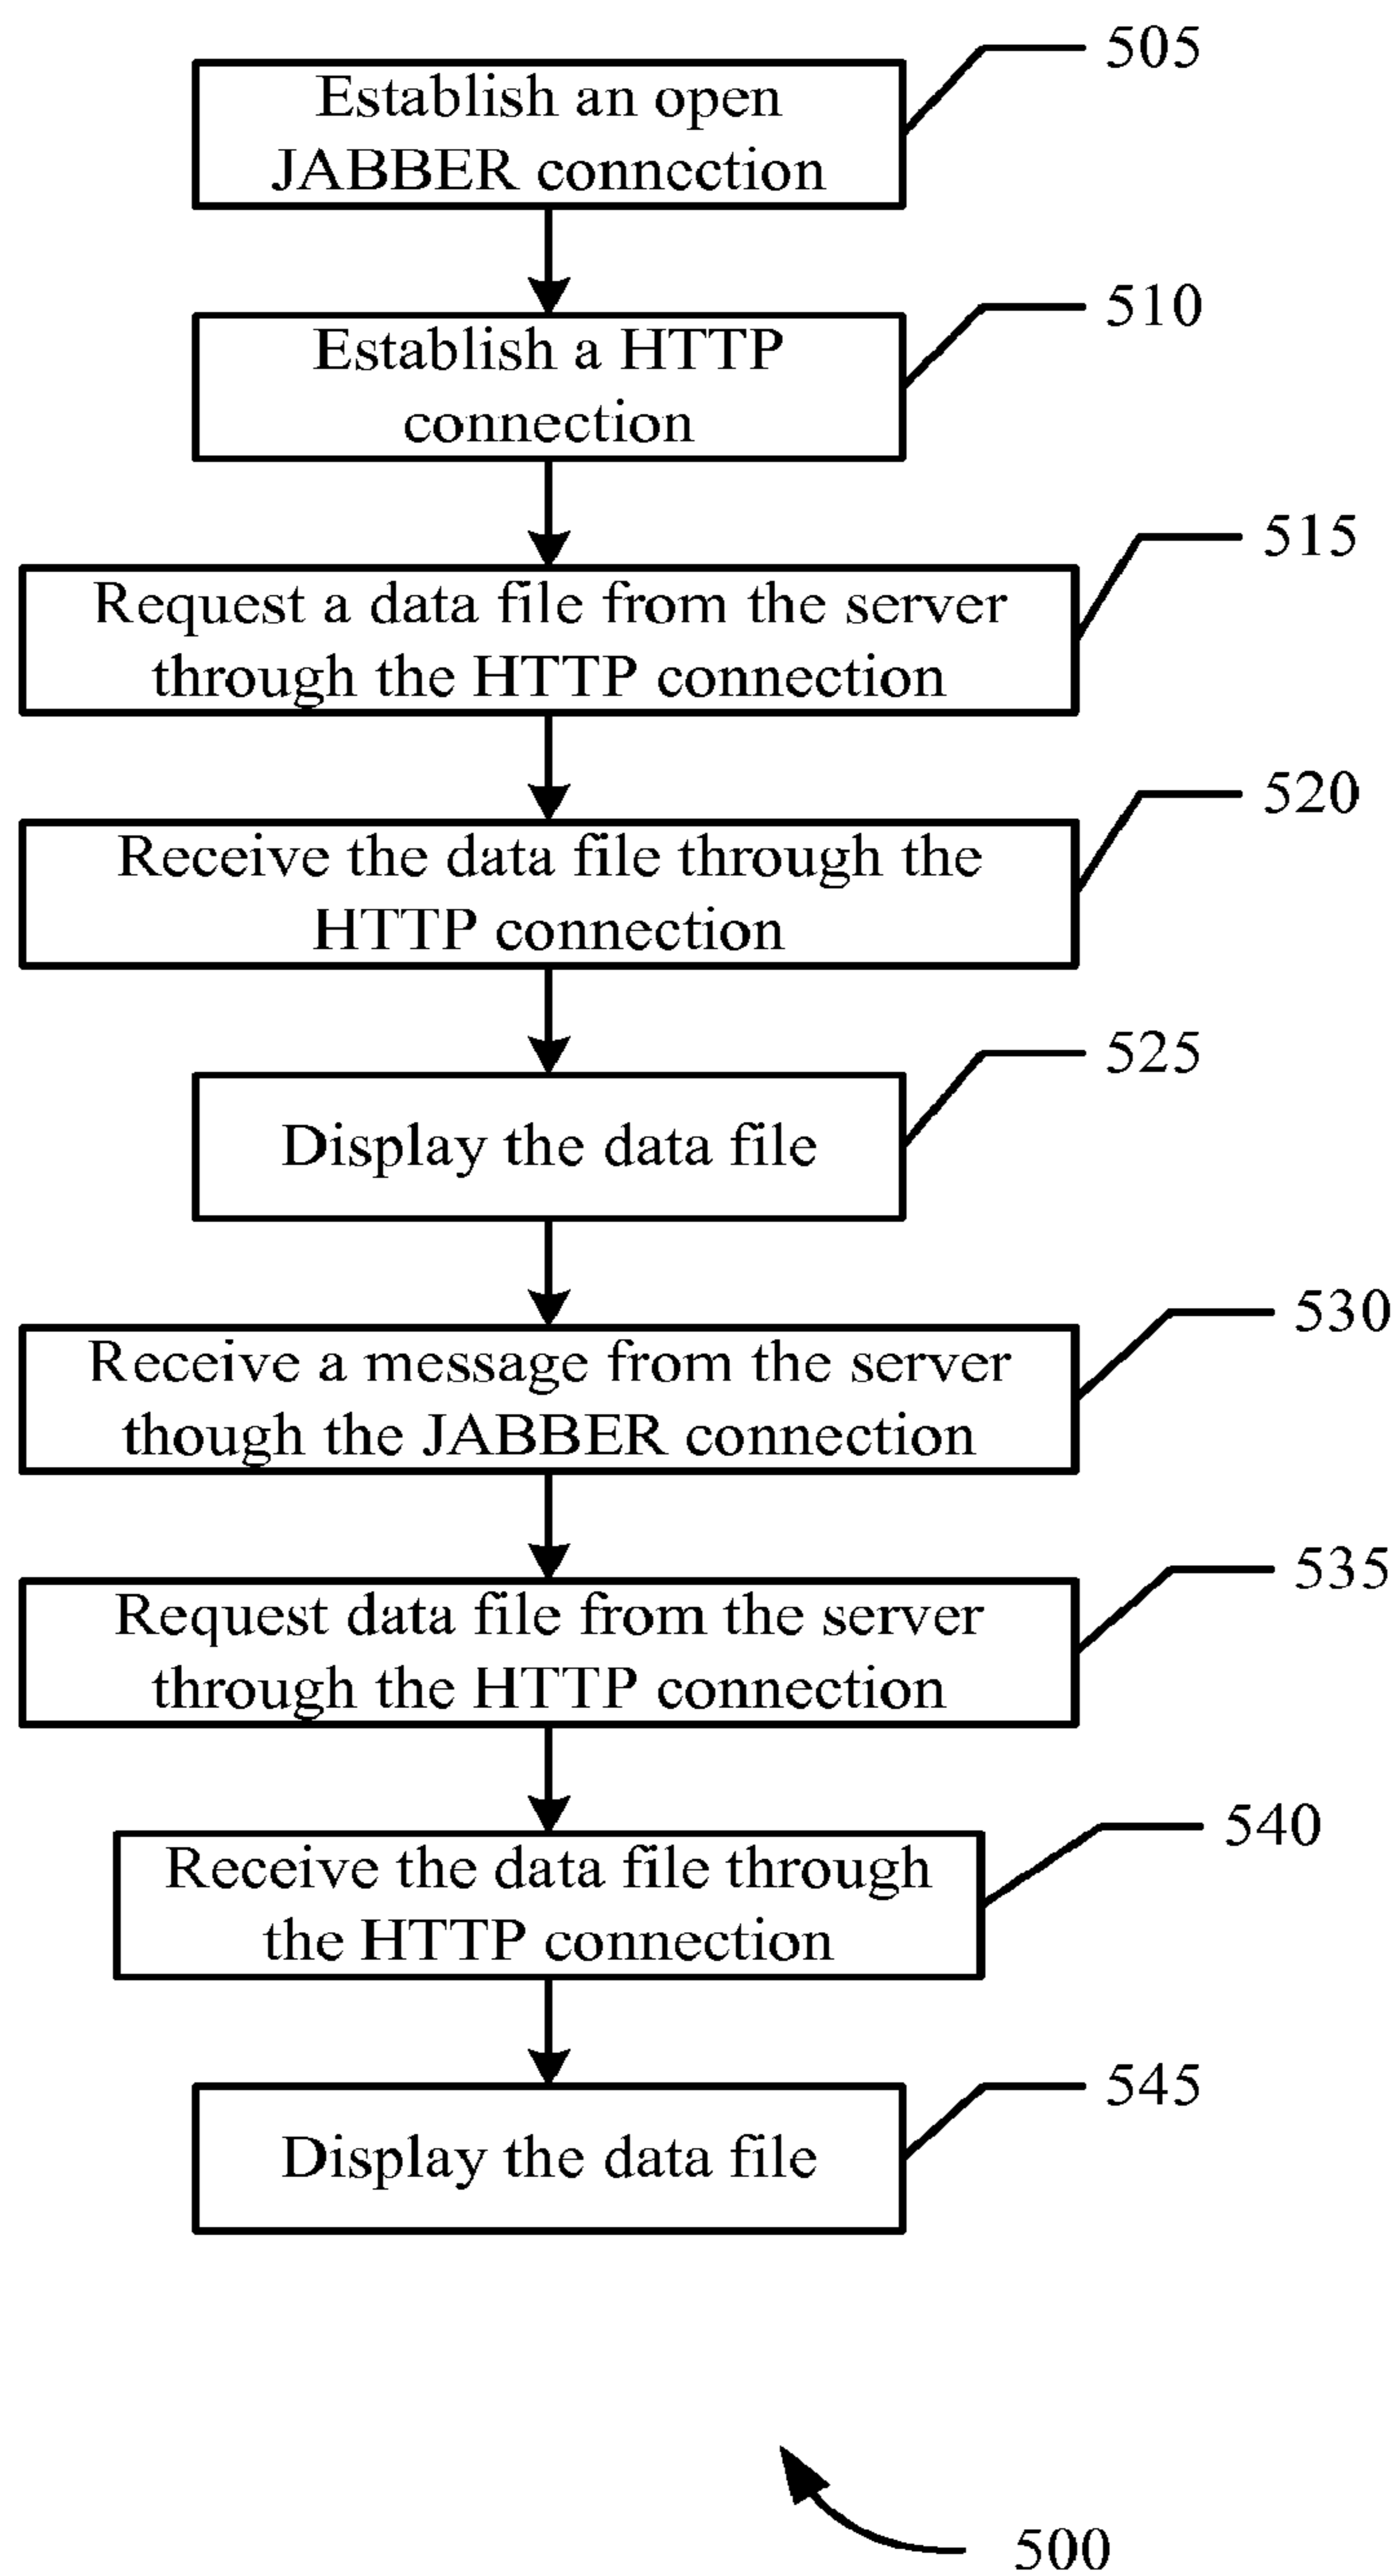 505
Establish an open
JABBER connection
510
Establish a HTTP
connection
515
Request a data file from the server
through the HTTP connection
520
Receive the data file through the
HTTP connection
525
Display the data file
530
Receive a message from the server
though the JABBER connection
535
Request data file from the server
through the HTTP connection
540
Receive the data file through
the HTTP connection
545
Display the data file
500